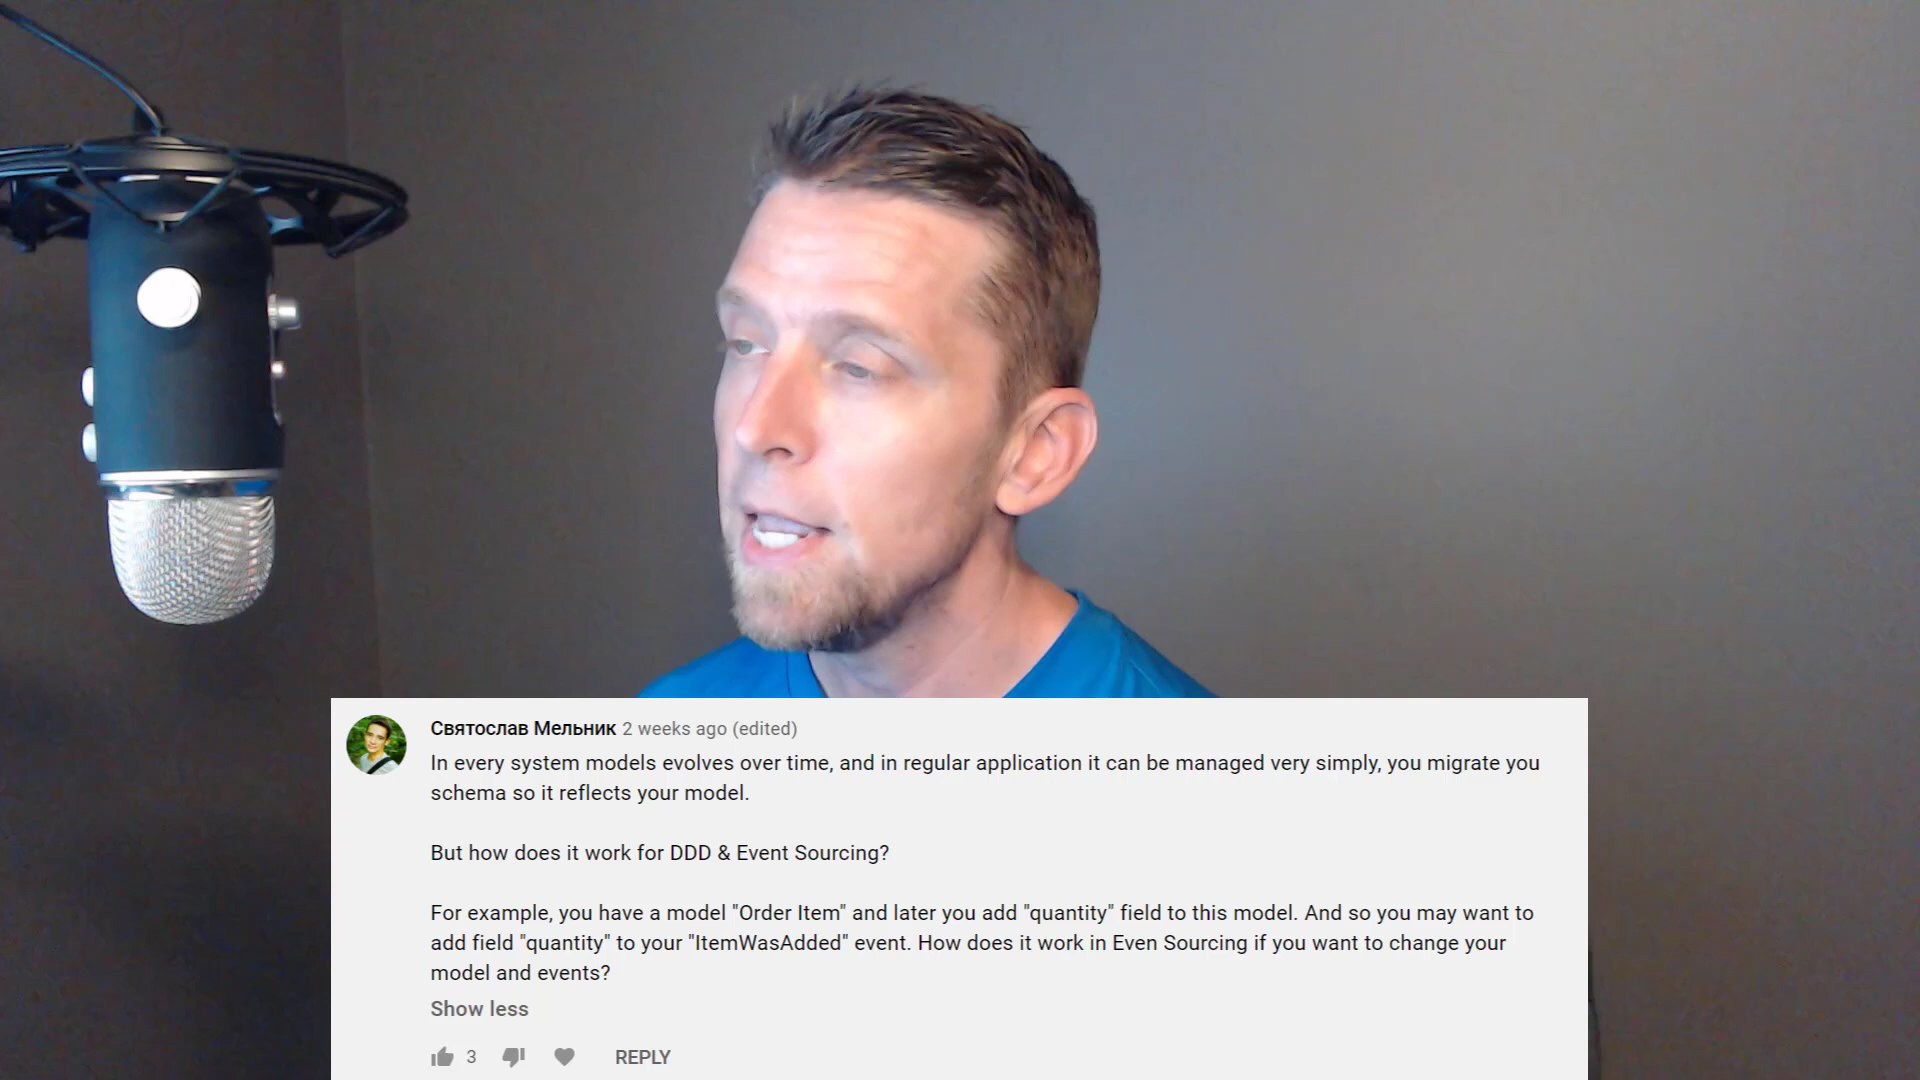 Святослав Мельник 2 weeks ago (edited)
In every system models evolves over time, and in regular application it can be managed very simply, you migrate you
schema so it reflects your model.
But how does it work for DDD & Event Sourcing?
For example, you have a model "Order Item" and later you add "quantity" field to this model. And so you may want to
add field "quantity" to your "ItemWasAdded" event. How does it work in Even Sourcing if you want to change your
model and events?
Show less
3
REPLY